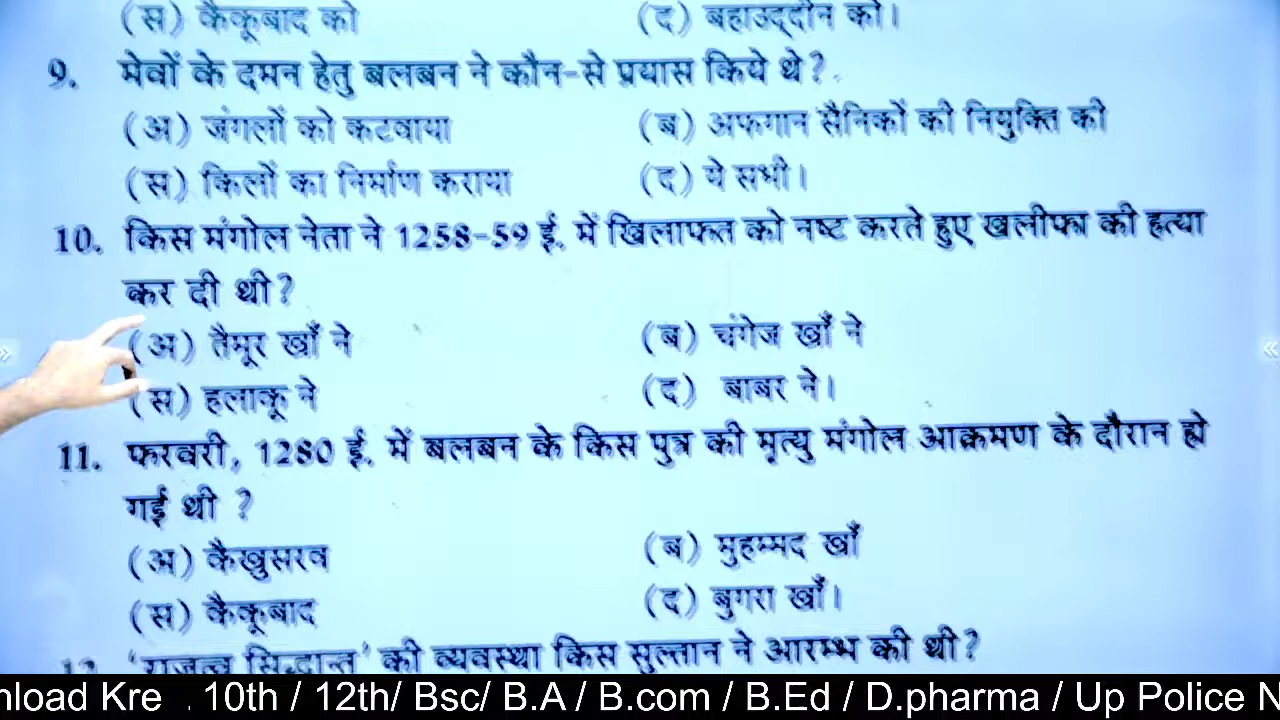 (स) कैकूबाद को (द) बहाउद्दीन को।
9. मेवों के दमन हेतु बलबन ने कौन-से प्रयास किये थे?
(अ) जंगलों को कटवाया (ब) अफगान सैनिकों की नियुक्ति की
(स) किलों का निर्माण कराया (द) ये सभी।
10. किस मंगोल नेता ने 1258-59 ई. में खिलाफत को नष्ट करते हुए खलीफा की हत्या
कर दी थी?
(अ) तैमूर खाँ ने (ब) चंगेज खाँ ने
(स) हलाकू ने (द) बाबर ने।
11. फरवरी, 1280 ई. में बलबन के किस पुत्र की मृत्यु मंगोल आक्रमण के दौरान हो
गई थी ?
(अ) कैखुसरव (ब) मुहम्मद खाँ
(स) कैकूबाद (द) बुगरा खाँ।
12. 'राजत्व सिद्धान्त' की व्यवस्था किस सुल्तान ने आरम्भ की थी?
nload Kre . 10th / 12th/ Bsc/ B.A / B.com / B.Ed / D.pharma / Up Police N